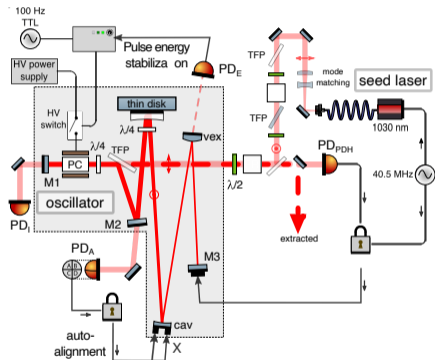 100 Hz
TTL
Pulse energy
stabiliza on
PD_E
HV power
supply
HV
switch
thin disk
λ/4
TFP
TFP
mode
matching
seed laser
1030 nm
vex
λ/4
TFP
PC
M1
oscillator
λ/2
PD_PDH
40.5 MHz
PD_I
M2
extracted
PD_A
M3
cav
auto-
alignment
X